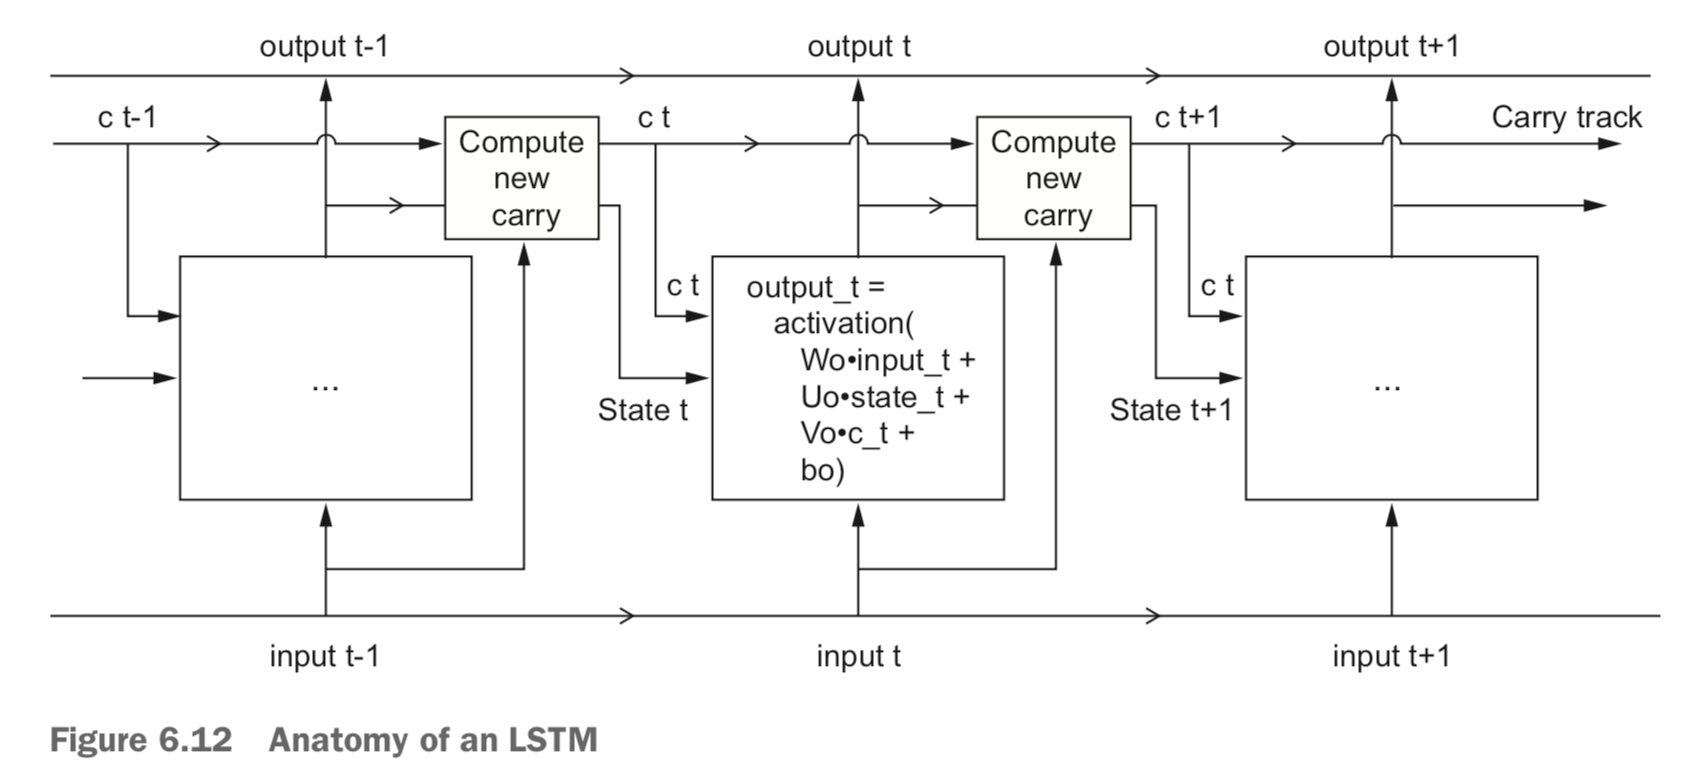 output t-1
output t
output t+1
c t-1
c t
c t+1
Carry track
Compute
new
carry
Compute
new
carry
c t
c t
output_t =
activation(
Wo•input_t +
Uo•state_t +
Vo•c_t +
bo)
...
...
State t
State t+1
input t-1
input t
input t+1
Figure 6.12 Anatomy of an LSTM